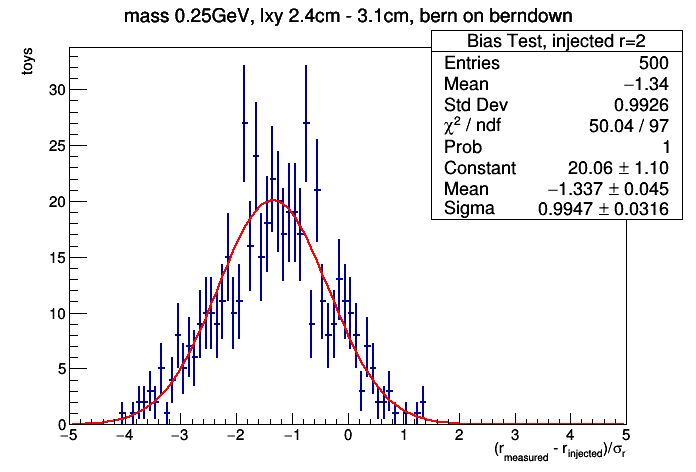 mass 0.25GeV, lxy 2.4cm - 3.1cm, bern on berndown
Bias Test, injected r=2
Entries 500
Mean −1.34
Std Dev 0.9926
χ² / ndf 50.04 / 97
Prob 1
Constant 20.06 ± 1.10
Mean −1.337 ± 0.045
Sigma 0.9947 ± 0.0316
toys
30
25
20
15
10
5
0
−5 −4 −3 −2 −1 0 1 2 3 4 5
(r_measured - r_injected)/σ_r